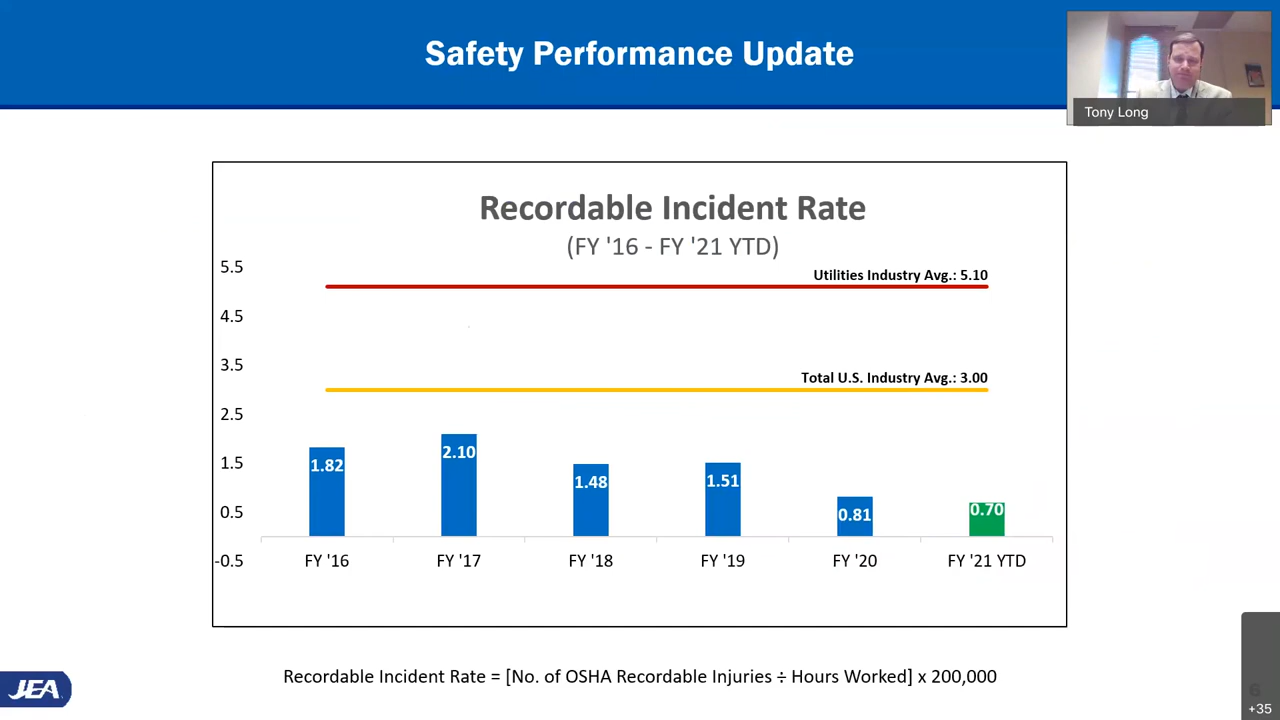 Safety Performance Update
Tony Long
Recordable Incident Rate
(FY '16 - FY '21 YTD)
5.5
4.5
3.5
2.5
1.5
0.5
-0.5
Utilities Industry Avg.: 5.10
Total U.S. Industry Avg.: 3.00
1.82
2.10
1.48
1.51
0.81
0.70
FY '16
FY '17
FY '18
FY '19
FY '20
FY '21 YTD
Recordable Incident Rate = [No. of OSHA Recordable Injuries ÷ Hours Worked] x 200,000
JEA
6
+35